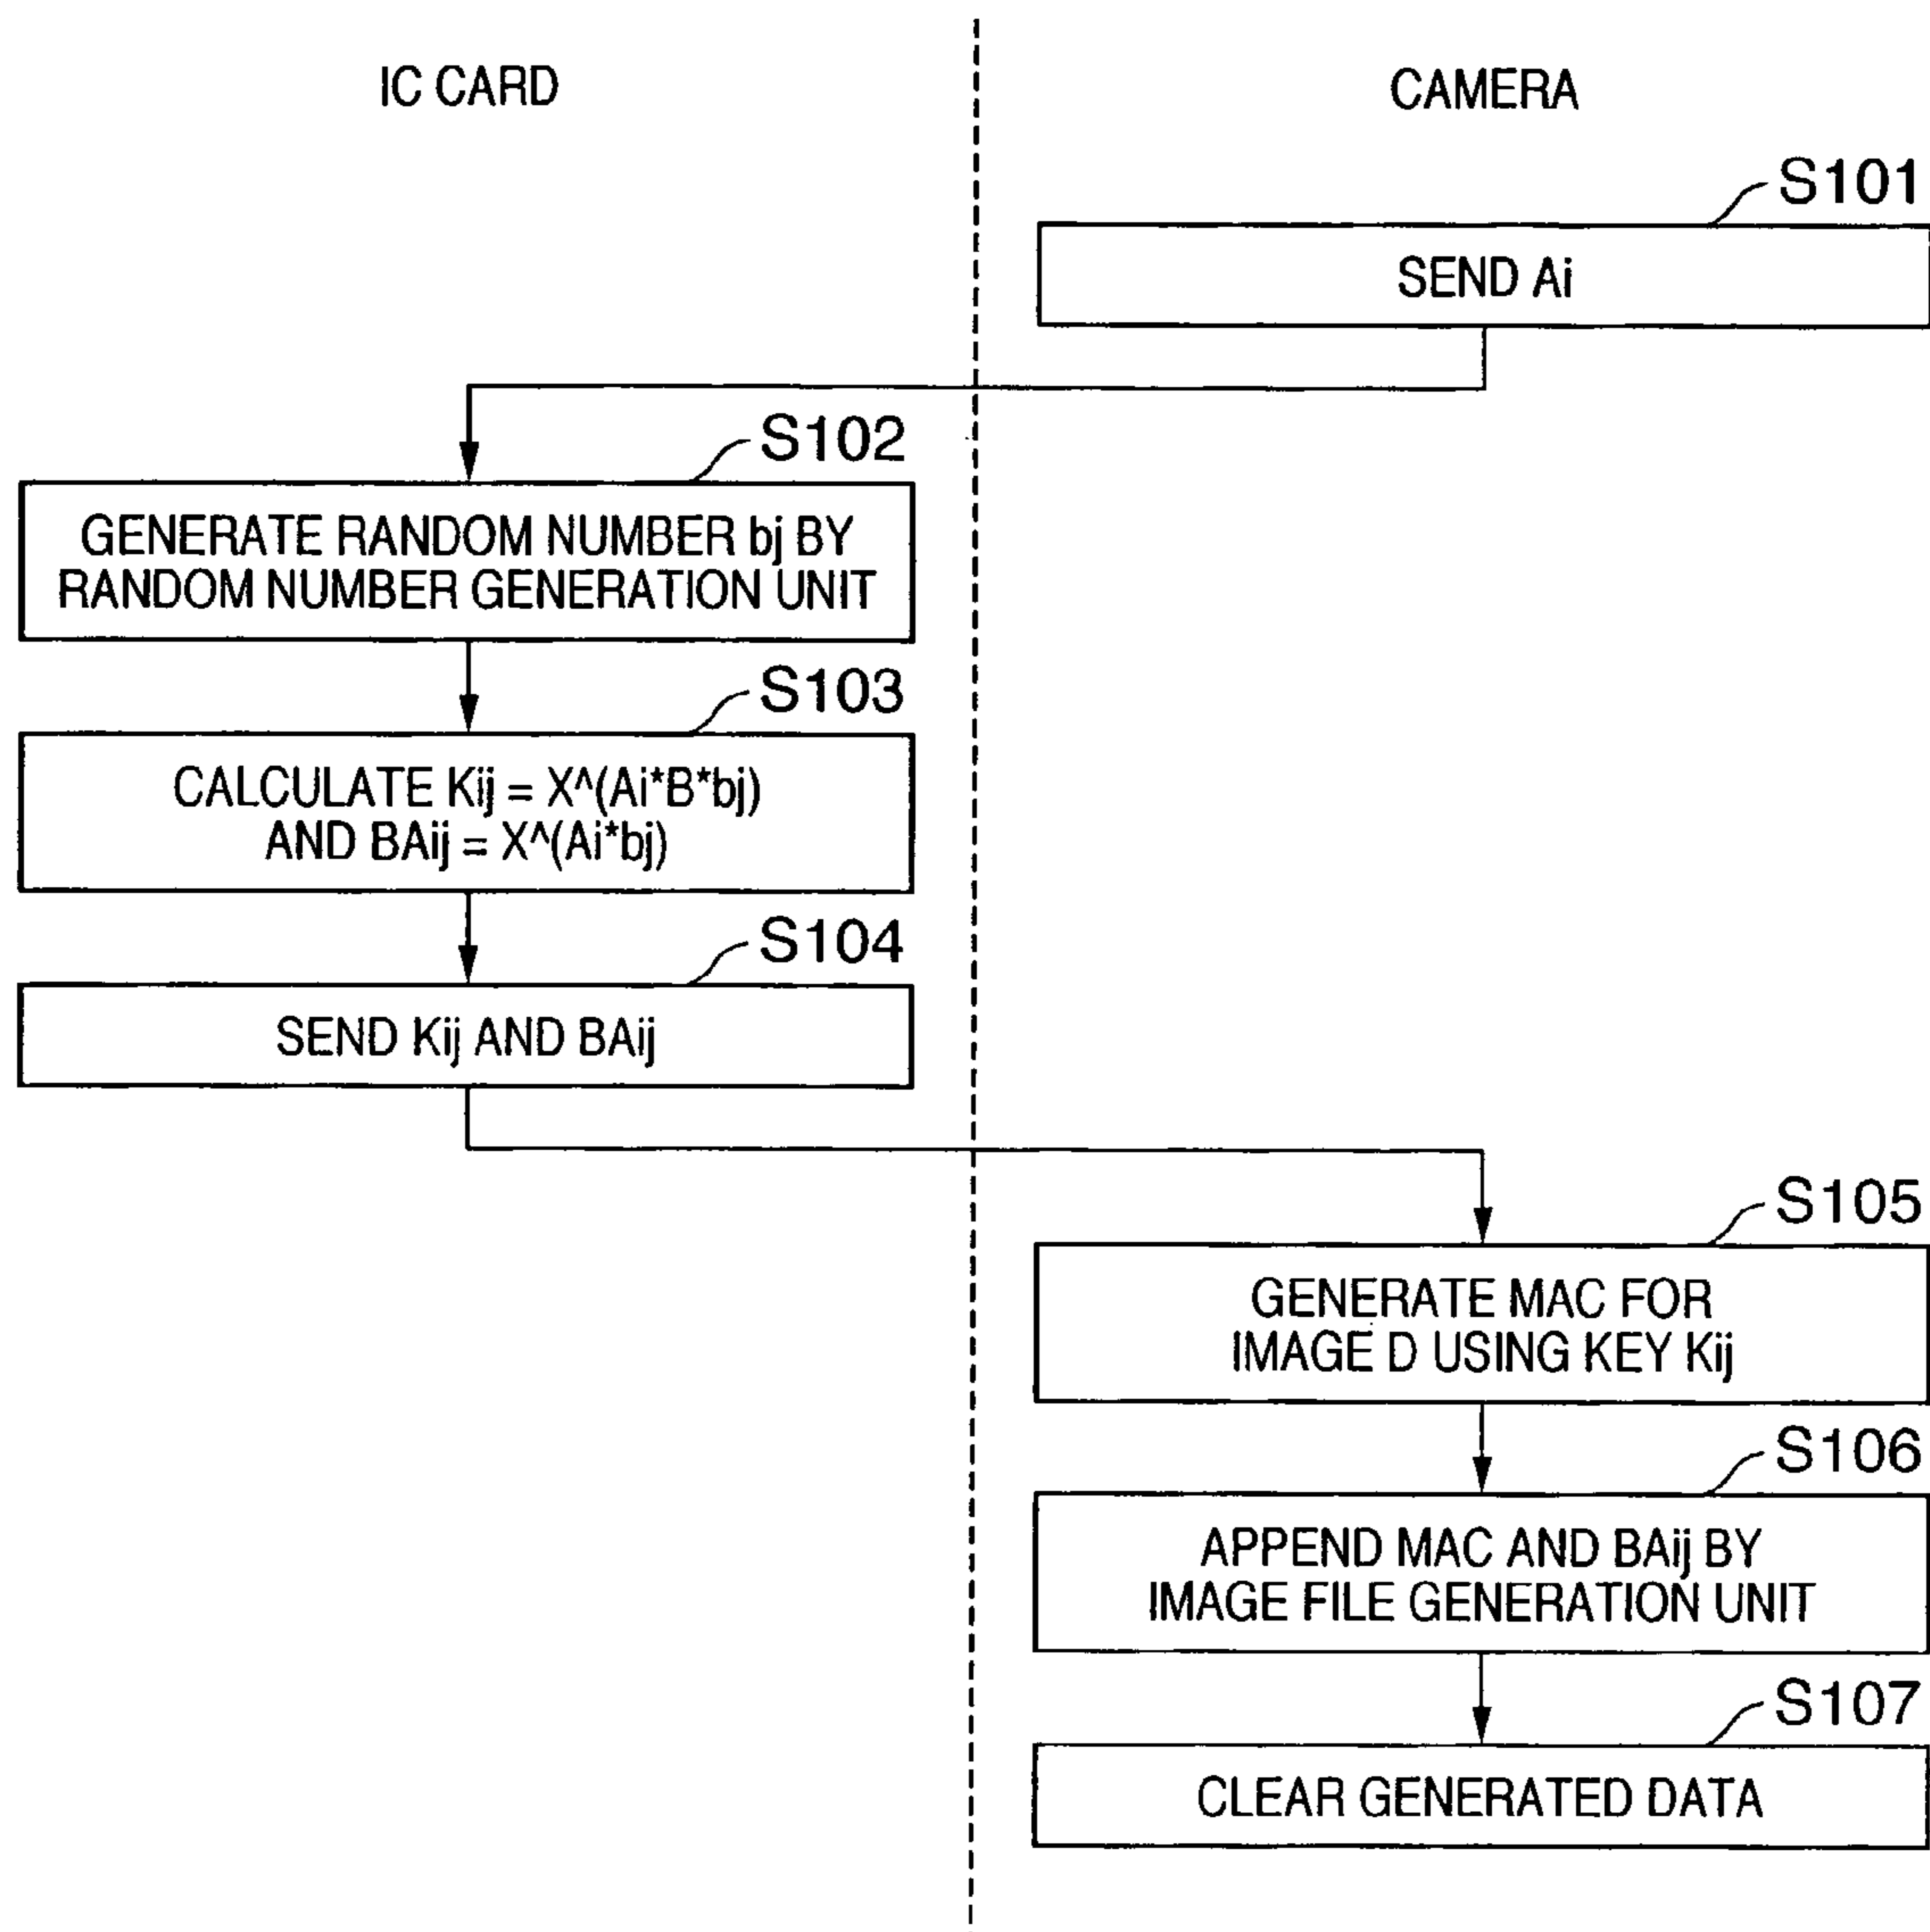 IC CARD
CAMERA
S101
SEND Ai
S102
GENERATE RANDOM NUMBER bj BY
RANDOM NUMBER GENERATION UNIT
S103
CALCULATE Kij = X^(Ai*B*bj)
AND BAij = X^(Ai*bj)
S104
SEND Kij AND BAij
S105
GENERATE MAC FOR
IMAGE D USING KEY Kij
S106
APPEND MAC AND BAij BY
IMAGE FILE GENERATION UNIT
S107
CLEAR GENERATED DATA